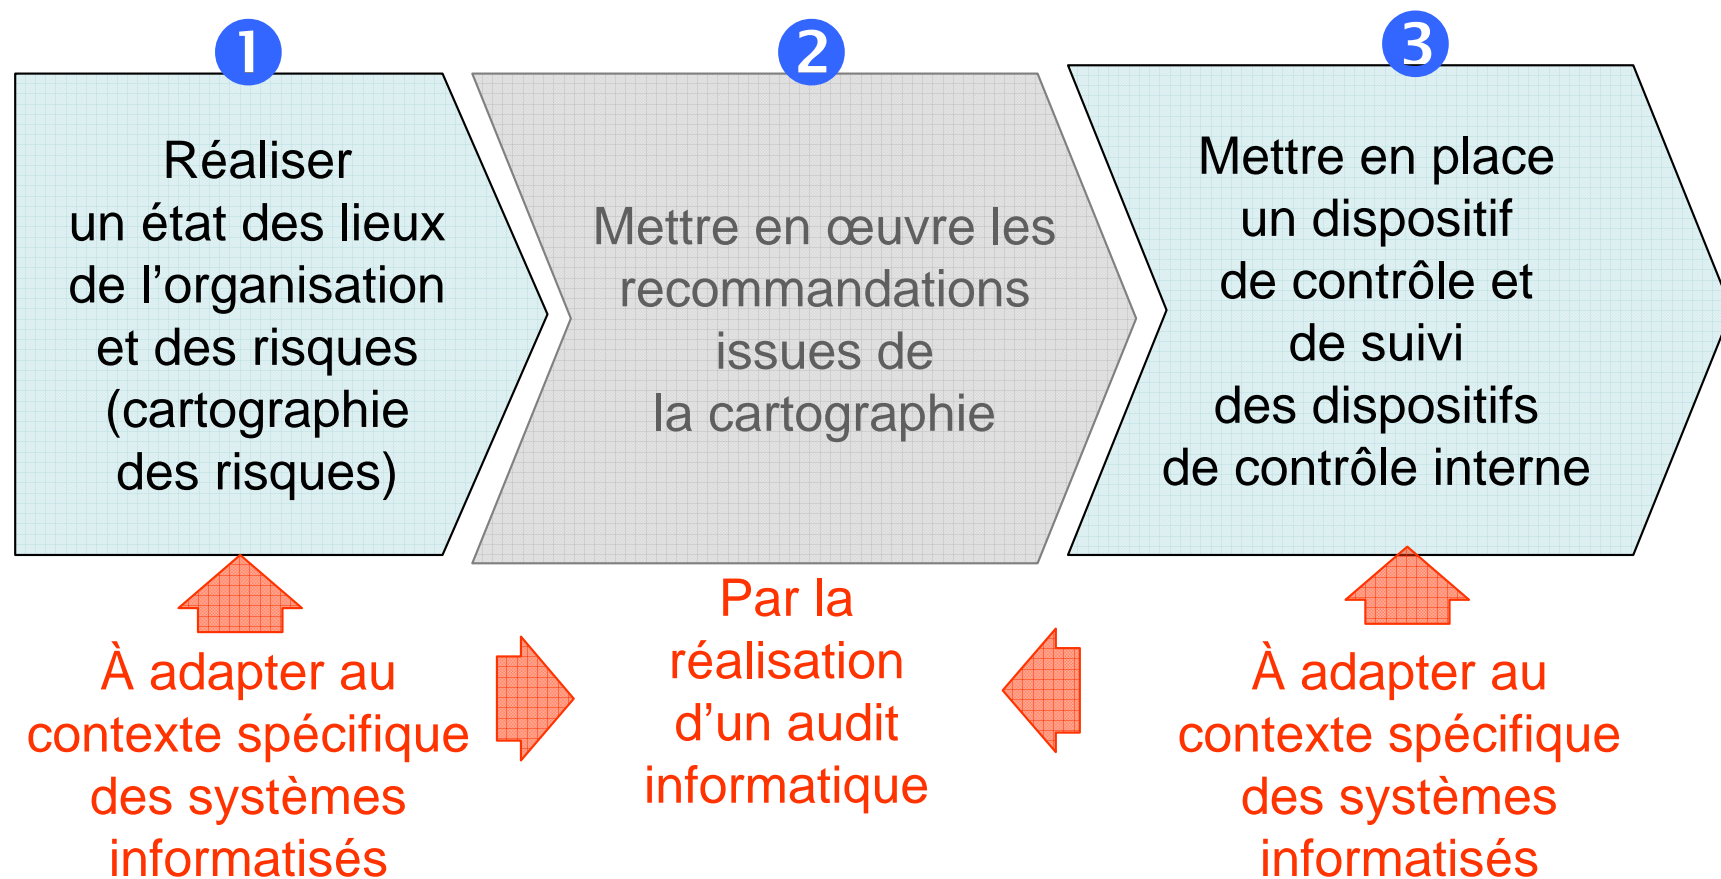 1
Réaliser
un état des lieux
de l’organisation
et des risques
(cartographie
des risques)
2
Mettre en œuvre les
recommandations
issues de
la cartographie
3
Mettre en place
un dispositif
de contrôle et
de suivi
des dispositifs
de contrôle interne
À adapter au
contexte spécifique
des systèmes
informatisés
Par la
réalisation
d’un audit
informatique
À adapter au
contexte spécifique
des systèmes
informatisés